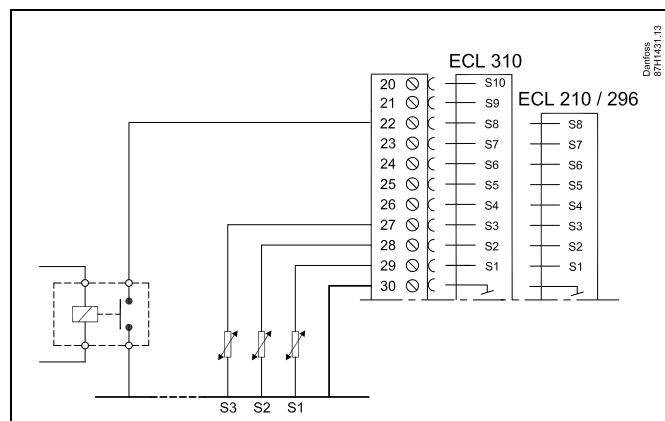 Danfoss
87H1431.13
ECL 310
ECL 210 / 296
20 S10
21 S9
22 S8 S8
23 S7 S7
24 S6 S6
25 S5 S5
26 S4 S4
27 S3 S3
28 S2 S2
29 S1 S1
30
S3 S2 S1